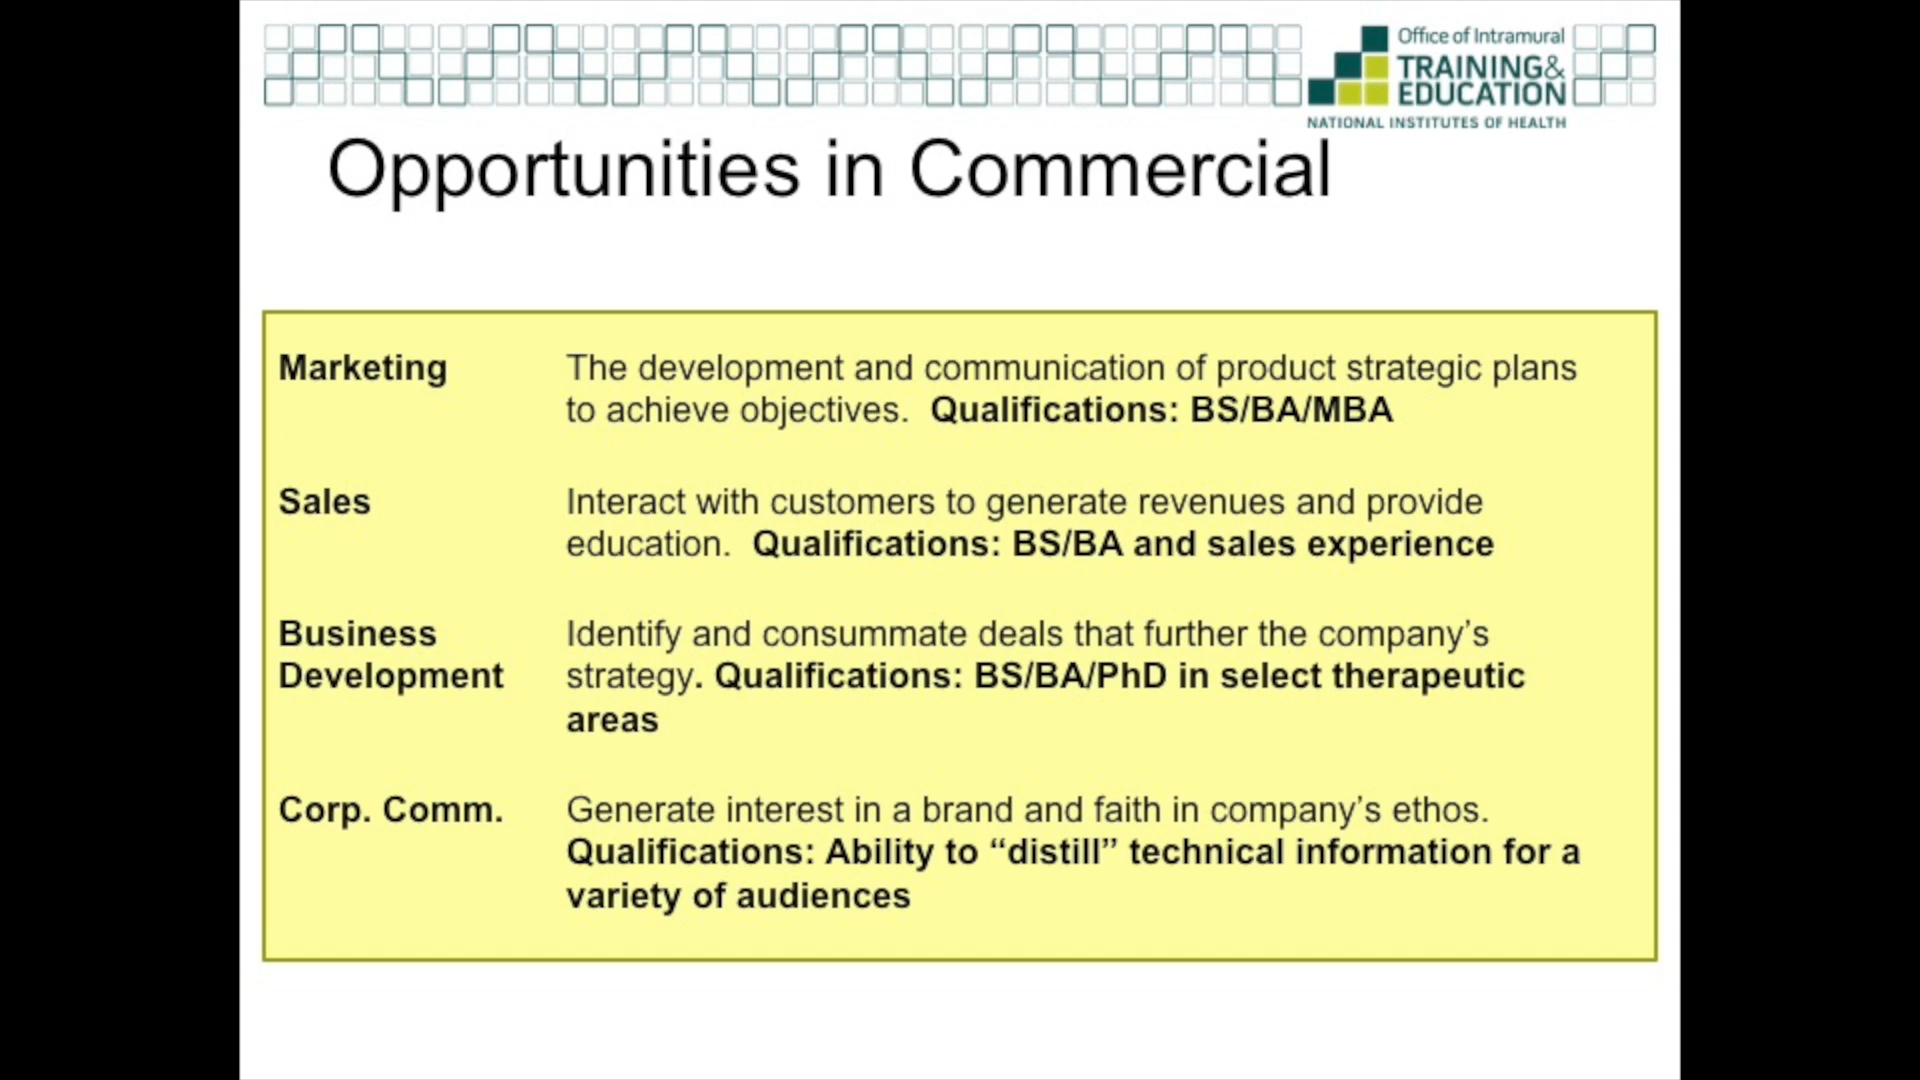 Office of Intramural
TRAINING&
EDUCATION
NATIONAL INSTITUTES OF HEALTH
Opportunities in Commercial
Marketing
The development and communication of product strategic plans
to achieve objectives. Qualifications: BS/BA/MBA
Sales
Interact with customers to generate revenues and provide
education. Qualifications: BS/BA and sales experience
Business
Development
Identify and consummate deals that further the company’s
strategy. Qualifications: BS/BA/PhD in select therapeutic
areas
Corp. Comm.
Generate interest in a brand and faith in company’s ethos.
Qualifications: Ability to “distill” technical information for a
variety of audiences